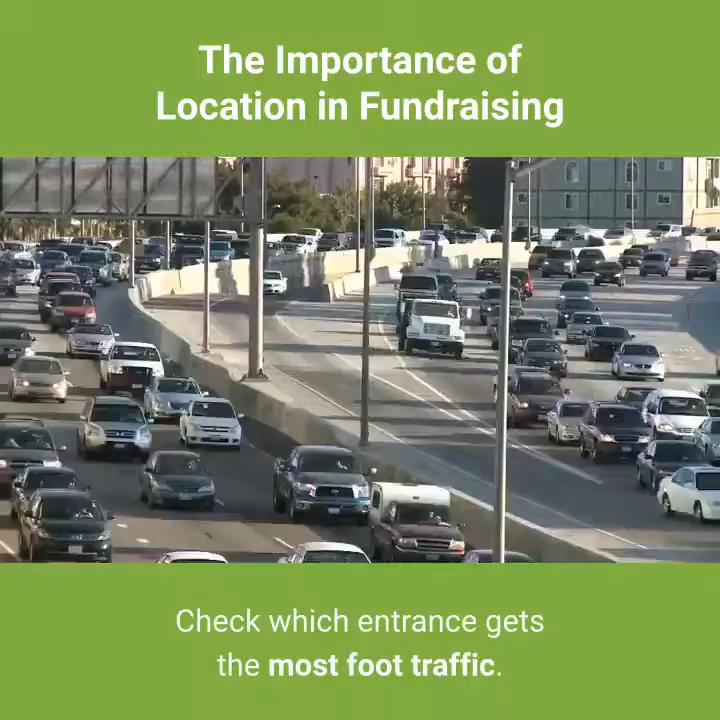 The Importance of
Location in Fundraising
Check which entrance gets
the most foot traffic.